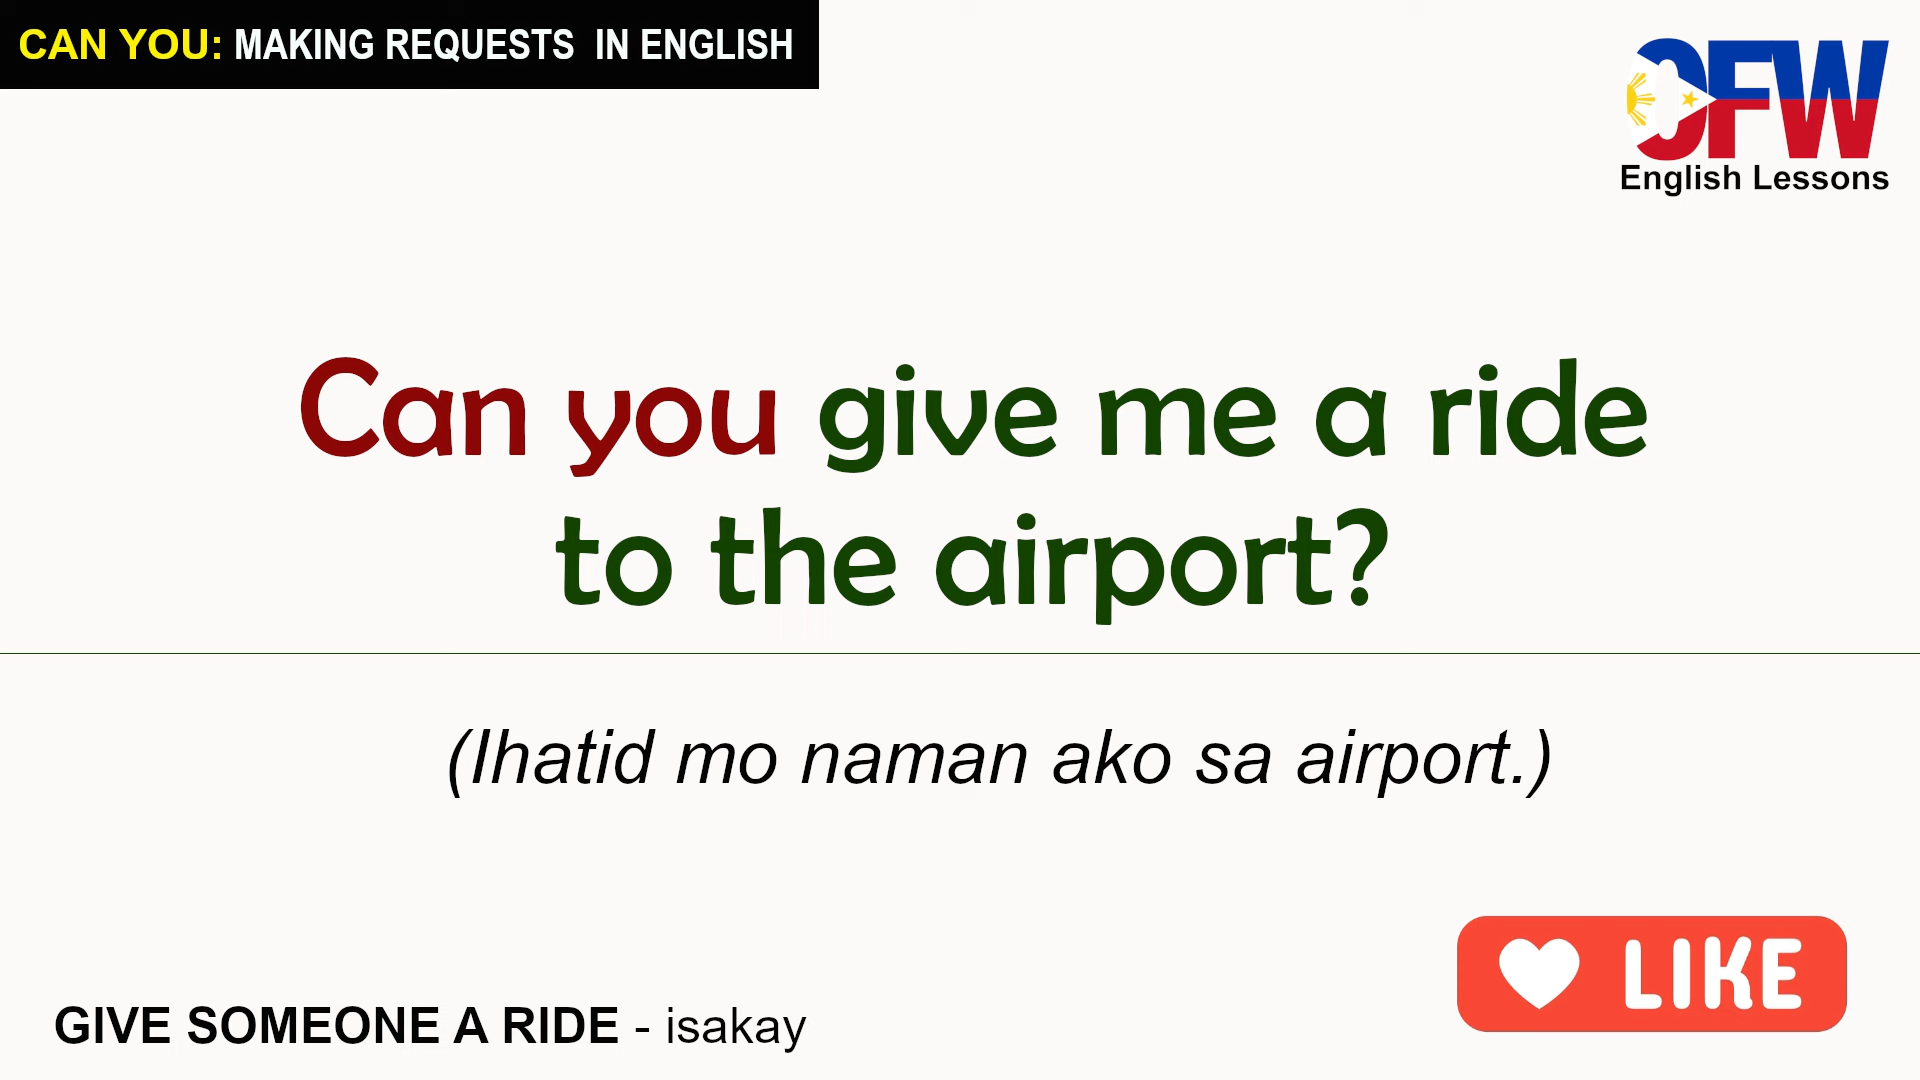 CAN YOU: MAKING REQUESTS IN ENGLISH
OFW
English Lessons
Can you give me a ride
to the airport?
(Ihatid mo naman ako sa airport.)
LIKE
GIVE SOMEONE A RIDE - isakay